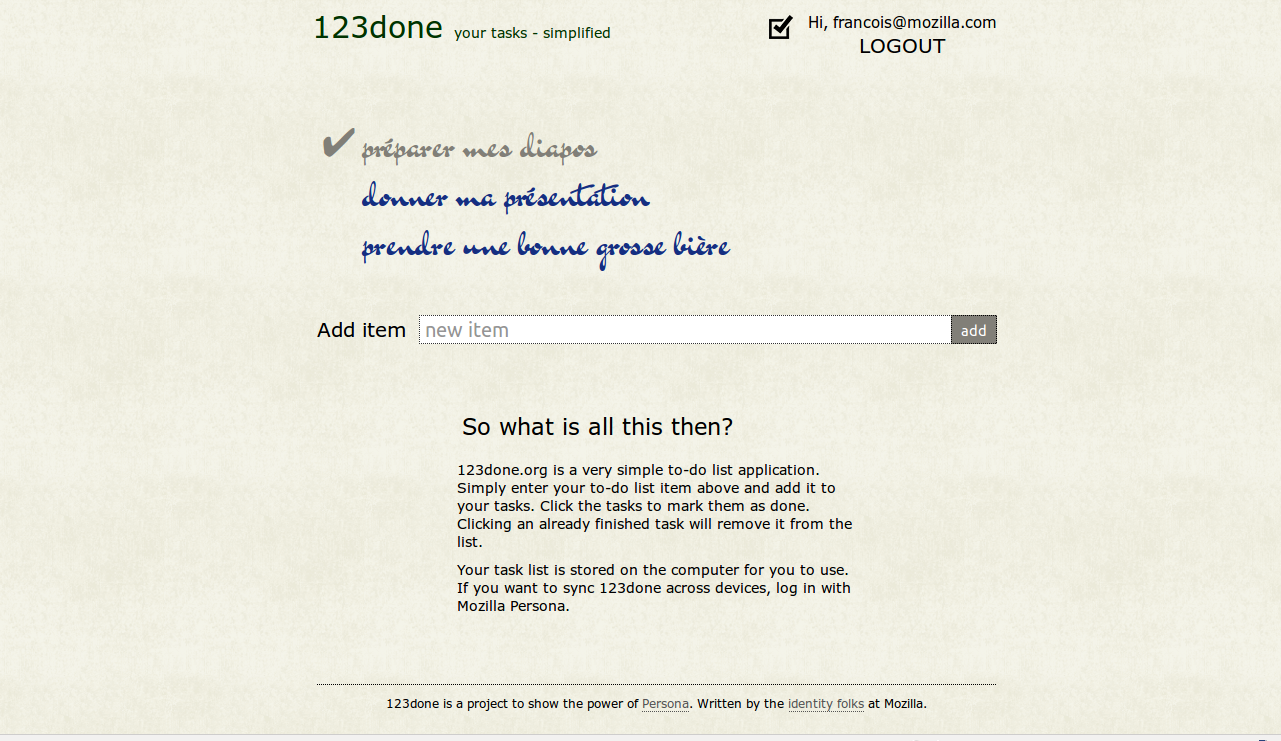 123done your tasks - simplified
Hi, francois@mozilla.com
LOGOUT
préparer mes diapos
donner ma présentation
prendre une bonne grosse bière
Add item new item add
So what is all this then?
123done.org is a very simple to-do list application.
Simply enter your to-do list item above and add it to
your tasks. Click the tasks to mark them as done.
Clicking an already finished task will remove it from the
list.
Your task list is stored on the computer for you to use.
If you want to sync 123done across devices, log in with
Mozilla Persona.
123done is a project to show the power of Persona. Written by the identity folks at Mozilla.